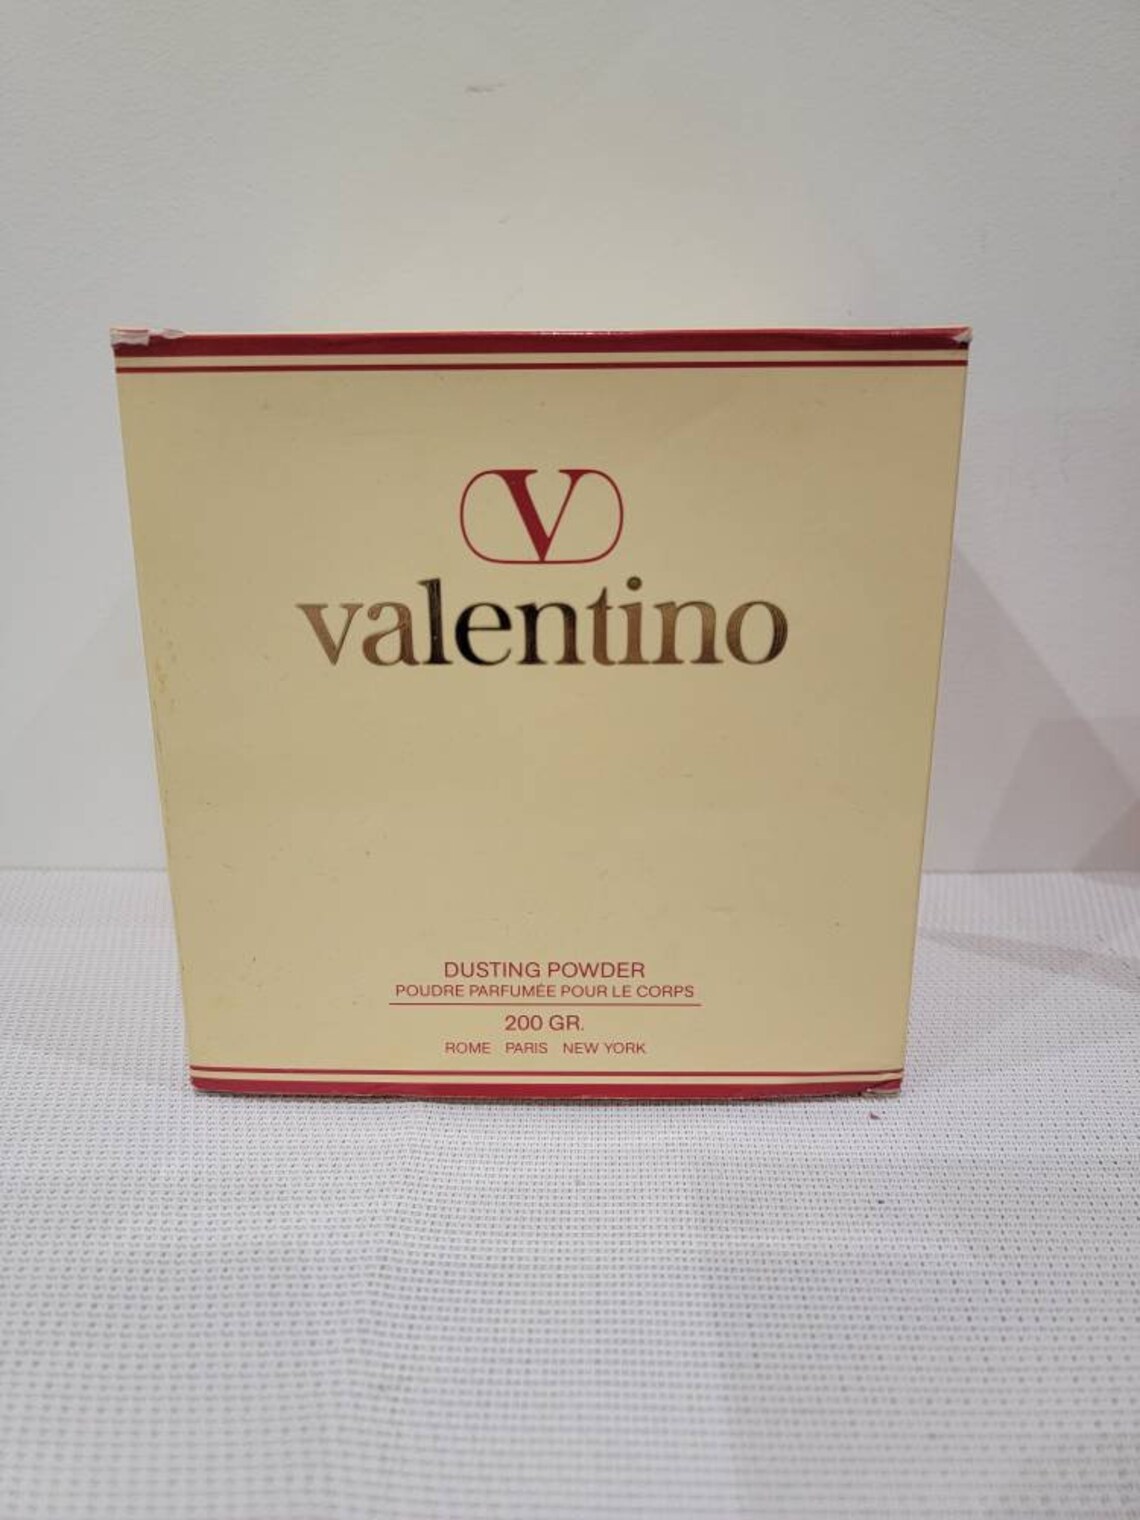 V
valentino
DUSTING POWDER
POUDRE PARFUMÉE POUR LE CORPS
200 GR.
ROME PARIS NEW YORK